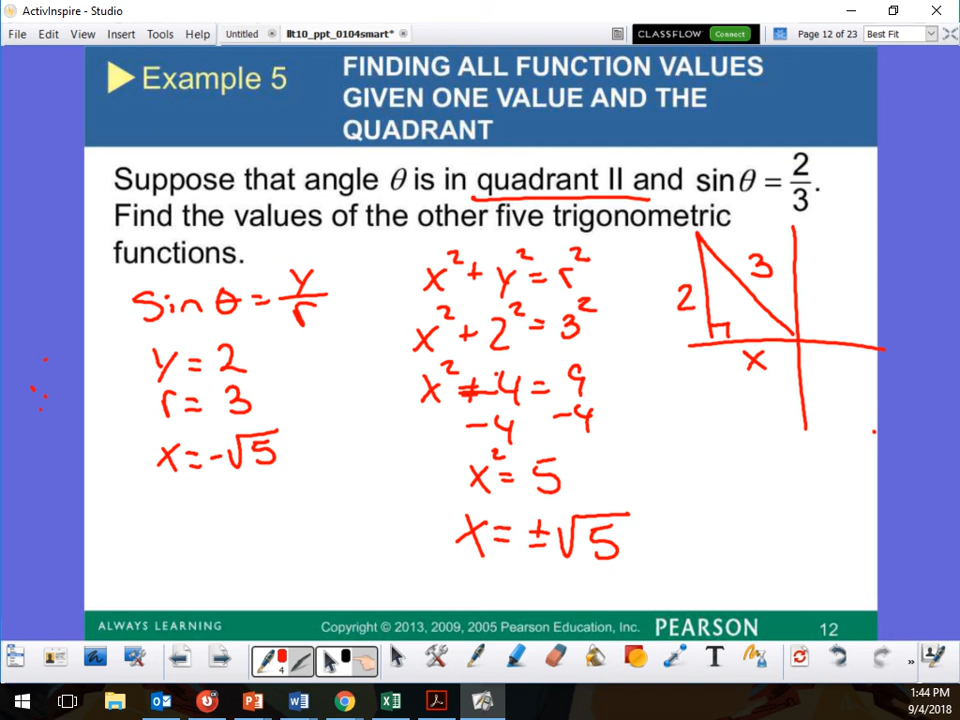 ActivInspire - Studio
File Edit View Insert Tools Help Untitled llt10_ppt_0104smart* CLASSFLOW Connect Page 12 of 23 Best Fit
Example 5
FINDING ALL FUNCTION VALUES
GIVEN ONE VALUE AND THE
QUADRANT
Suppose that angle θ is in quadrant II and sin θ = 2/3.
Find the values of the other five trigonometric
functions.
sin θ = y/r
y = 2
r = 3
x = -√5
x² + y² = r²
x² + 2² = 3²
x² + 4 = 9
-4 -4
x² = 5
x = ±√5
3
2
x
ALWAYS LEARNING Copyright © 2013, 2009, 2005 Pearson Education, Inc. PEARSON 12
4 T »
1:44 PM
9/4/2018